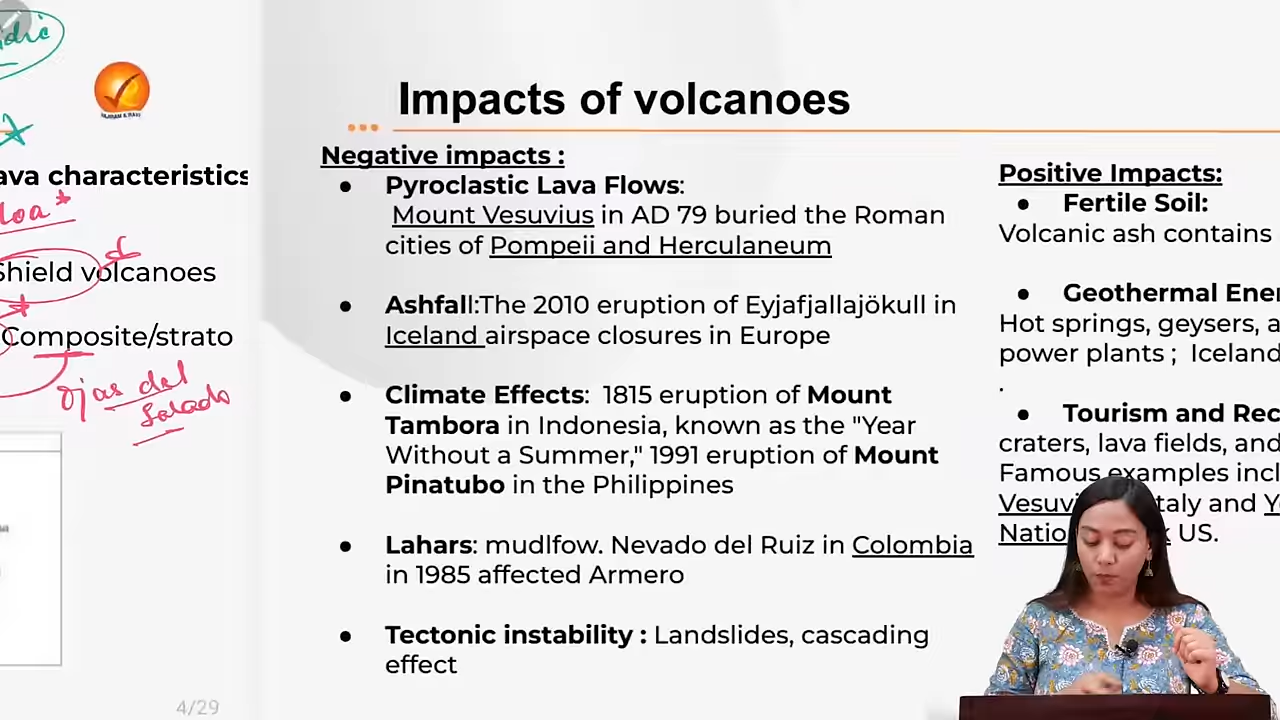 Impacts of volcanoes
ava characteristics
loa *
Shield volcanoes
Composite/strato
ojas del
Salado
4/29
Negative impacts :
● Pyroclastic Lava Flows:
Mount Vesuvius in AD 79 buried the Roman
cities of Pompeii and Herculaneum
● Ashfall:The 2010 eruption of Eyjafjallajökull in
Iceland airspace closures in Europe
● Climate Effects: 1815 eruption of Mount
Tambora in Indonesia, known as the "Year
Without a Summer," 1991 eruption of Mount
Pinatubo in the Philippines
● Lahars: mudlfow. Nevado del Ruiz in Colombia
in 1985 affected Armero
● Tectonic instability : Landslides, cascading
effect
Positive Impacts:
● Fertile Soil:
Volcanic ash contains
● Geothermal Ener
Hot springs, geysers, a
power plants ; Iceland
.
● Tourism and Rec
craters, lava fields, and
Famous examples incl
Vesuvi taly and Y
Natio k US.